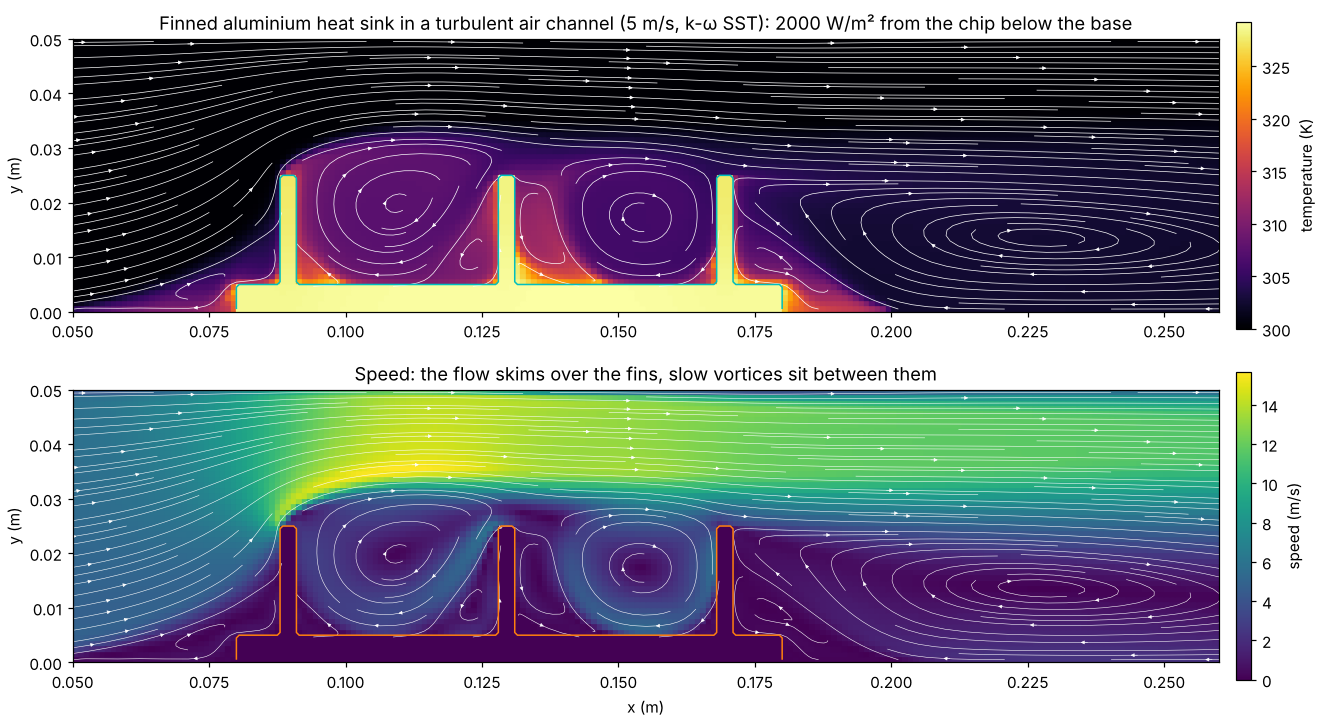 Finned aluminium heat sink in a turbulent air channel (5 m/s, k-ω SST): 2000 W/m² from the chip below the base
0.05
0.04
0.03
0.02
0.01
0.00
y (m)
0.050 0.075 0.100 0.125 0.150 0.175 0.200 0.225 0.250
325
320
315
310
305
300
temperature (K)
Speed: the flow skims over the fins, slow vortices sit between them
0.05
0.04
0.03
0.02
0.01
0.00
y (m)
0.050 0.075 0.100 0.125 0.150 0.175 0.200 0.225 0.250
x (m)
14
12
10
8
6
4
2
0
speed (m/s)